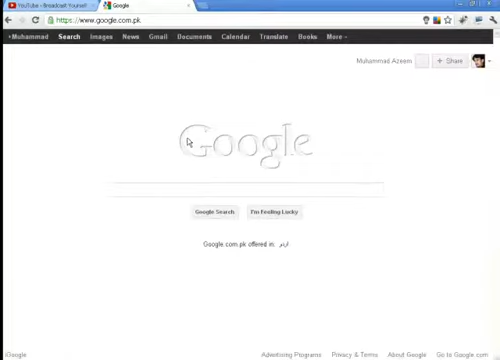 YouTube - Broadcast Yourself
Google
https://www.google.com.pk
+Muhammad Search Images News Gmail Documents Calendar Translate Books More
Muhammad Azeem + Share
Google
Google Search I'm Feeling Lucky
Google.com.pk offered in: اردو
iGoogle Advertising Programs Privacy & Terms About Google Go to Google.com